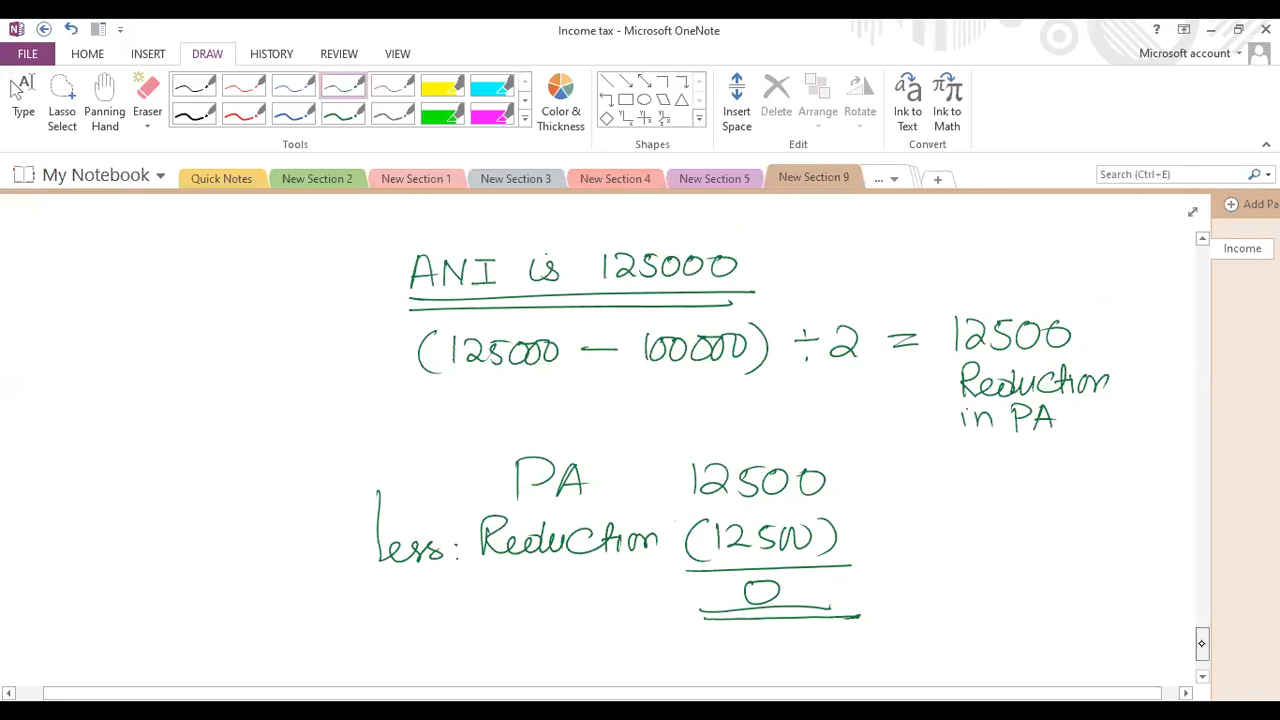 Income tax - Microsoft OneNote
FILE HOME INSERT DRAW HISTORY REVIEW VIEW
Microsoft account
Type
Lasso Select
Panning Hand
Eraser
Color & Thickness
Insert Space
Delete
Arrange
Rotate
Ink to Text
Ink to Math
Tools Shapes Edit Convert
My Notebook Quick Notes New Section 2 New Section 1 New Section 3 New Section 4 New Section 5 New Section 9 ... Search (Ctrl+E)
Add Pa
Income
ANI is 125000
(125000 - 100000) ÷ 2 = 12500
Reduction
in PA
PA 12500
Less: Reduction (12500)
0